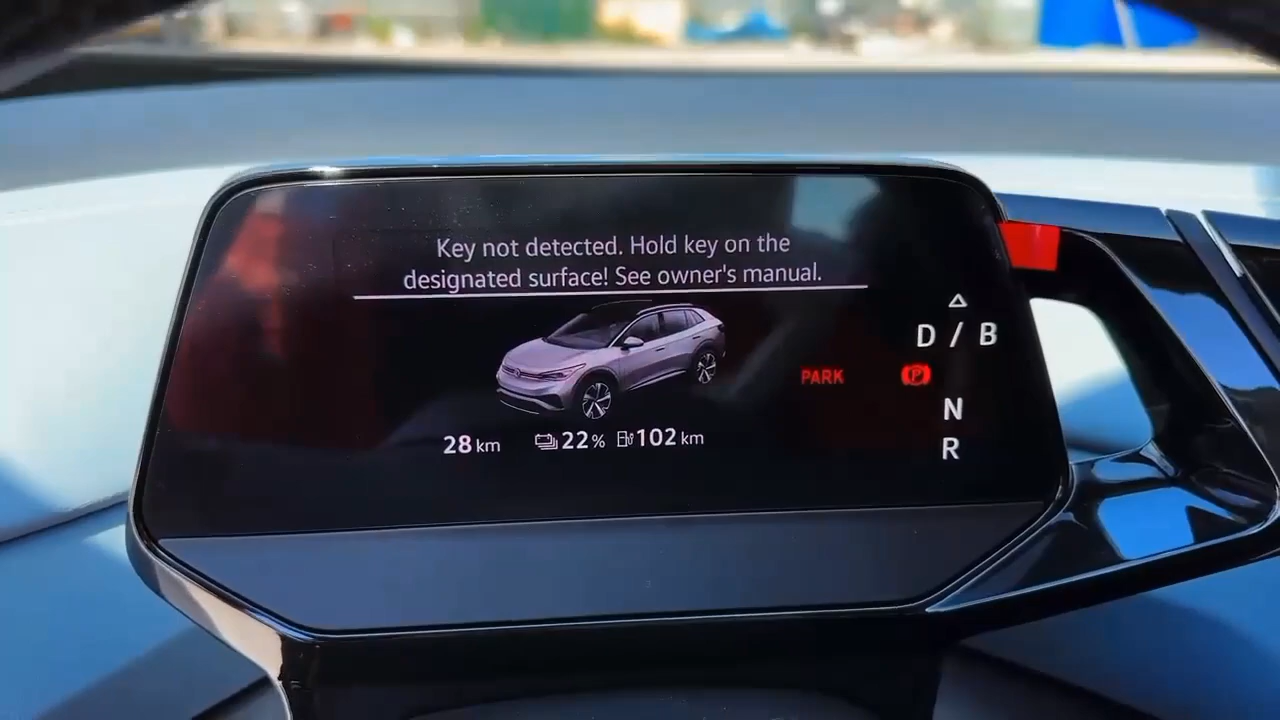 Key not detected. Hold key on the
designated surface! See owner's manual.
D / B
PARK
P
N
28 km 22% 102 km
R